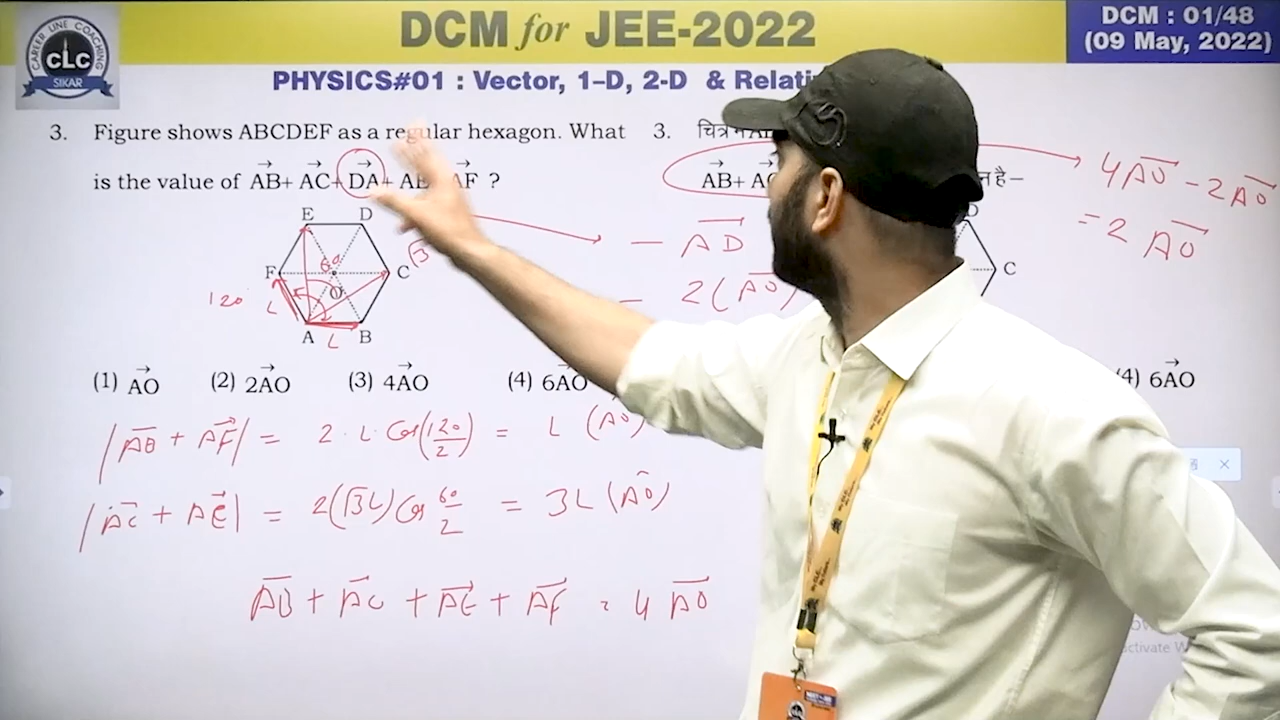 CAREER LINE COACHING
CLC
SIKAR
DCM for JEE-2022
DCM : 01/48
(09 May, 2022)
PHYSICS#01 : Vector, 1–D, 2-D & Relati
3. Figure shows ABCDEF as a regular hexagon. What
is the value of AB+ AC+ DA+ AE AF ?
E D
F C
A B
O
60
120
L
L
√3
(1) AO (2) 2AO (3) 4AO (4) 6AO
|AB + AF| = 2 L Cos(120/2) = L (AO)
|AC + AE| = 2(√3L) Cos 60/2 = 3L (AO)
AB + AC + AE + AF = 4 AO
— AD
— 2(AO)
3. चित्र में
AB+
है–
D
C
4AO – 2AO
= 2 AO
(4) 6AO